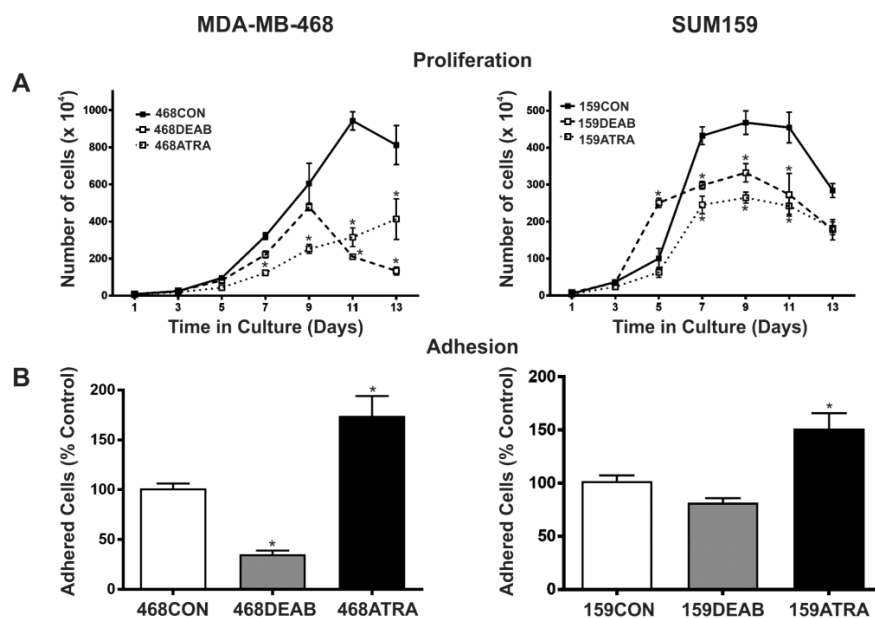 MDA-MB-468
SUM159
Proliferation
A
Number of cells (x 10⁴)
1000
800
600
400
200
0
468CON
468DEAB
468ATRA
* * * * * *
1 3 5 7 9 11 13
Time in Culture (Days)
Number of cells (x 10⁴)
500
400
300
200
100
0
159CON
159DEAB
159ATRA
* * * * * * *
1 3 5 7 9 11 13
Time in Culture (Days)
Adhesion
B
Adhered Cells (% Control)
200
150
100
50
0
*
*
468CON 468DEAB 468ATRA
Adhered Cells (% Control)
200
150
100
50
0
*
159CON 159DEAB 159ATRA